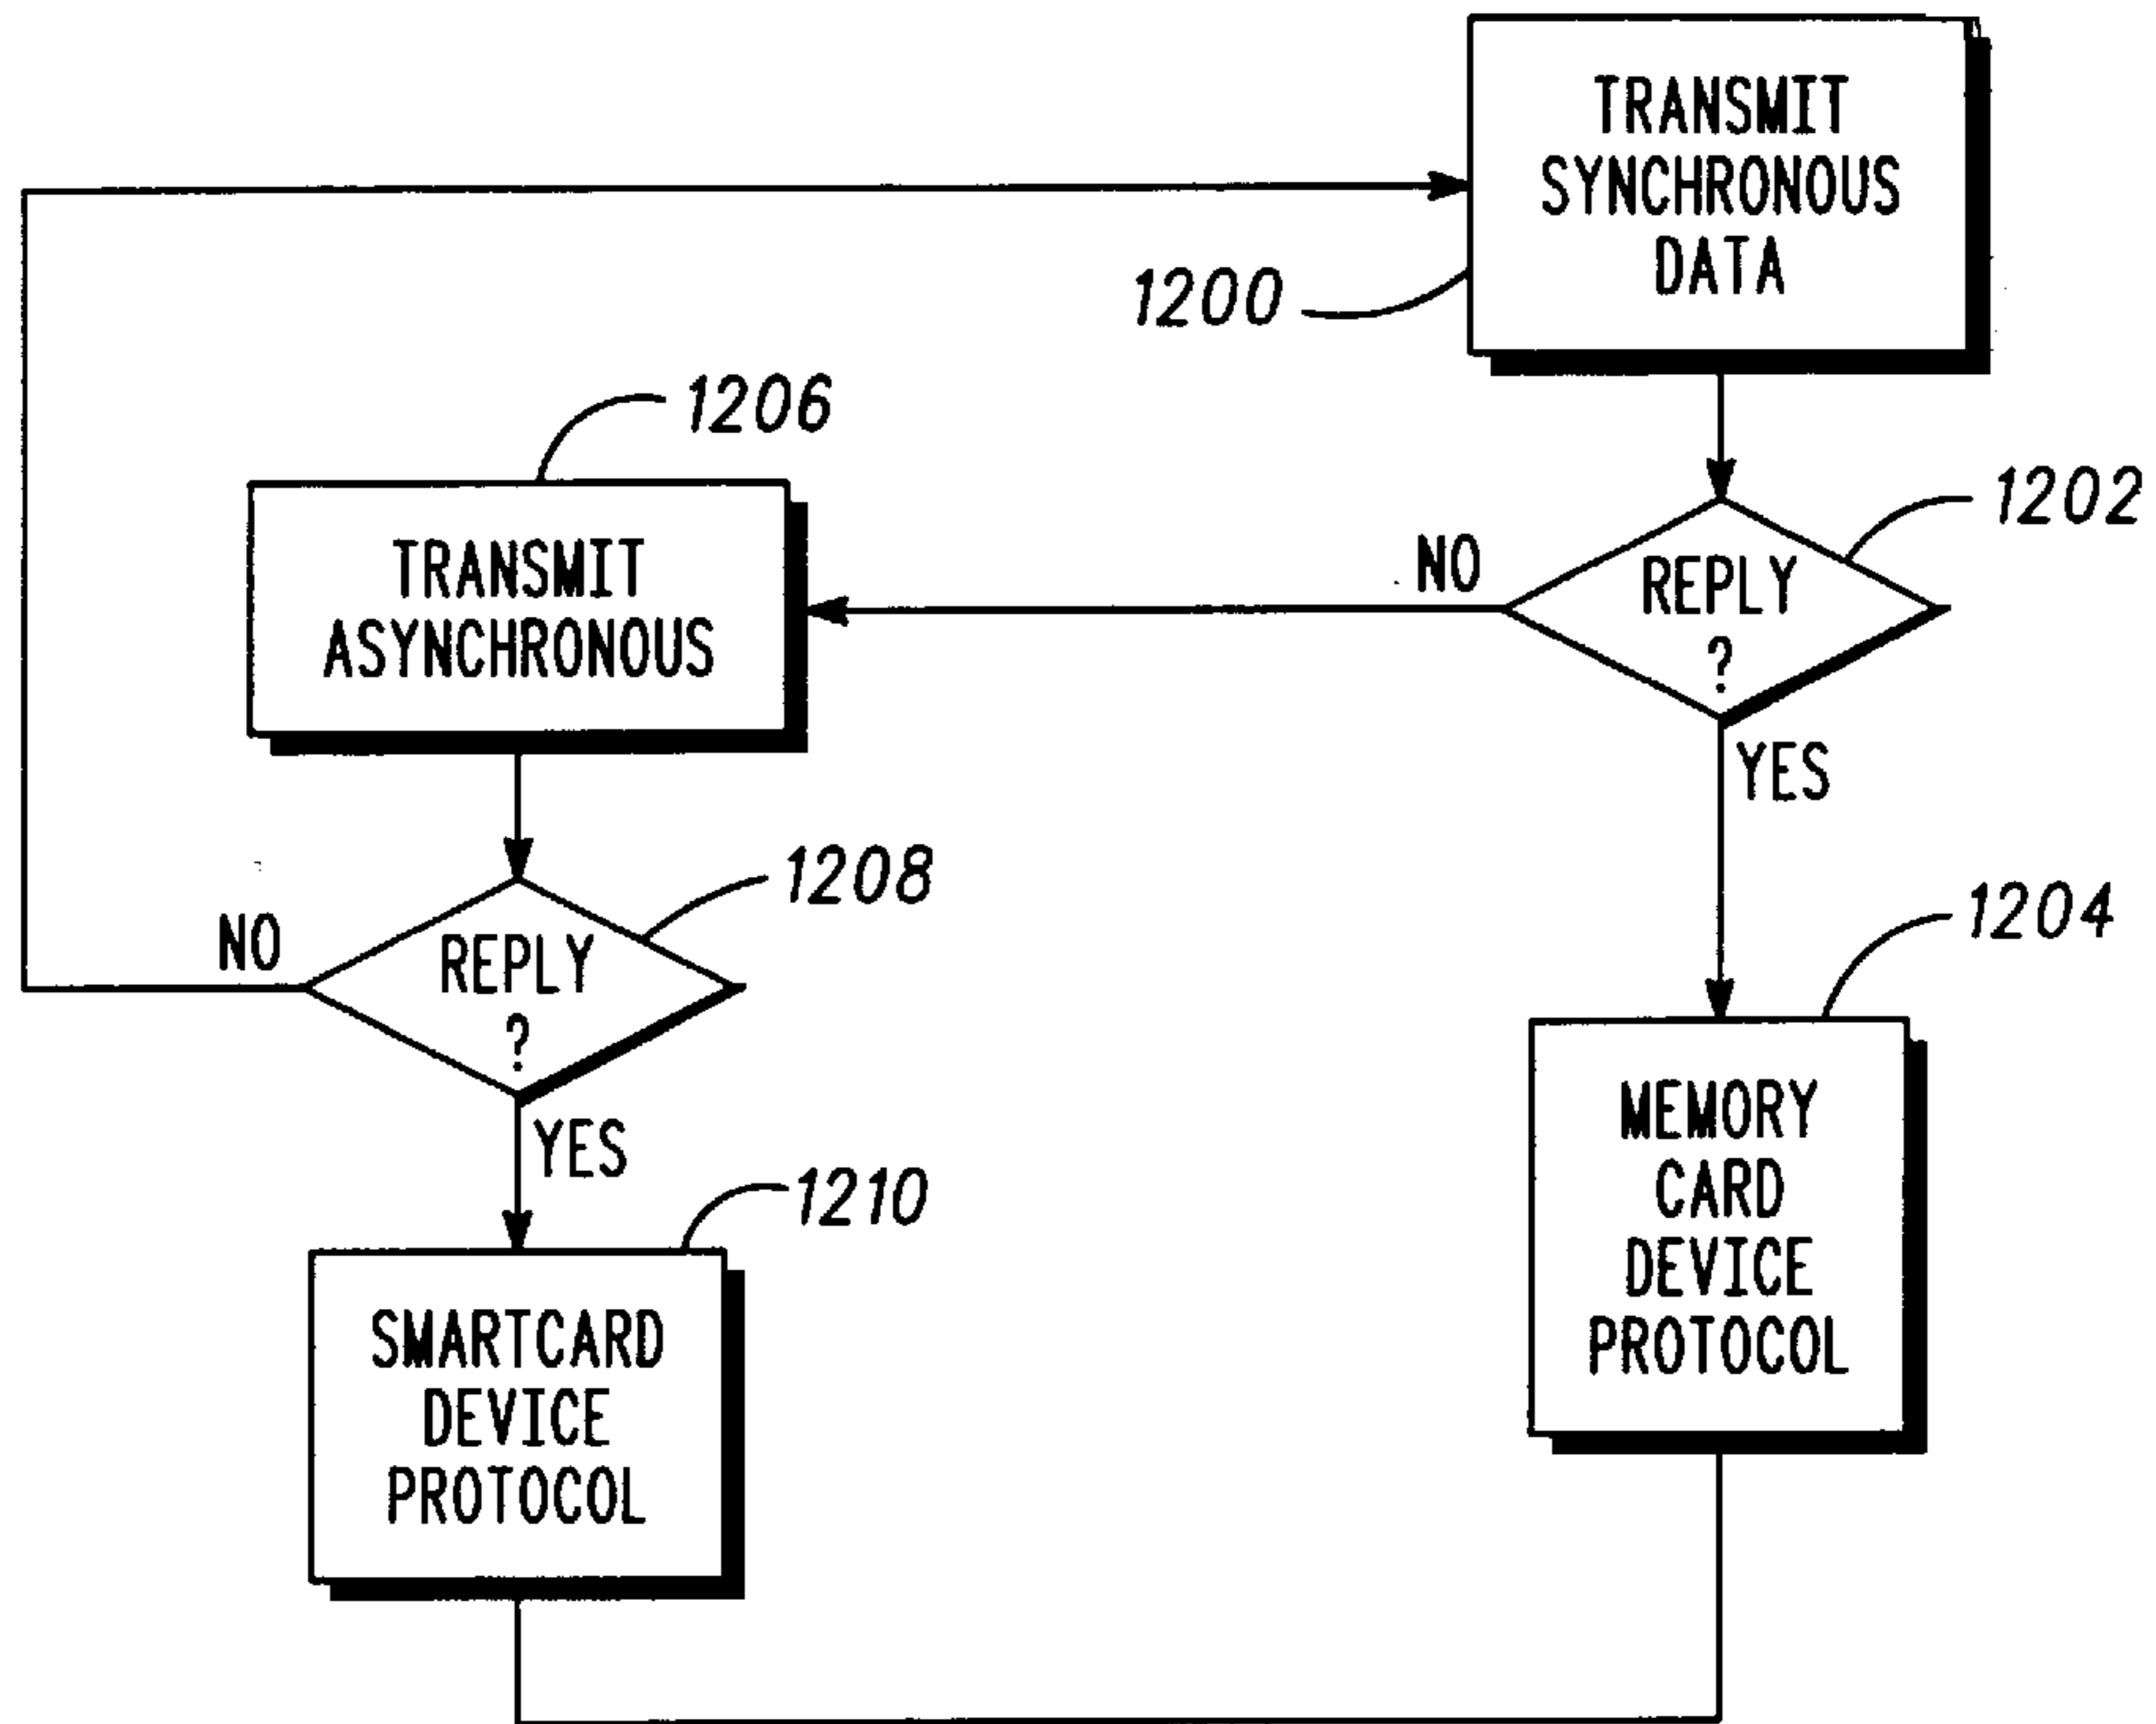 TRANSMIT
SYNCHRONOUS
DATA
1200
1206
TRANSMIT
ASYNCHRONOUS
1202
NO
REPLY
?
YES
1208
NO
REPLY
?
YES
1204
MEMORY
CARD
DEVICE
PROTOCOL
1210
SMARTCARD
DEVICE
PROTOCOL